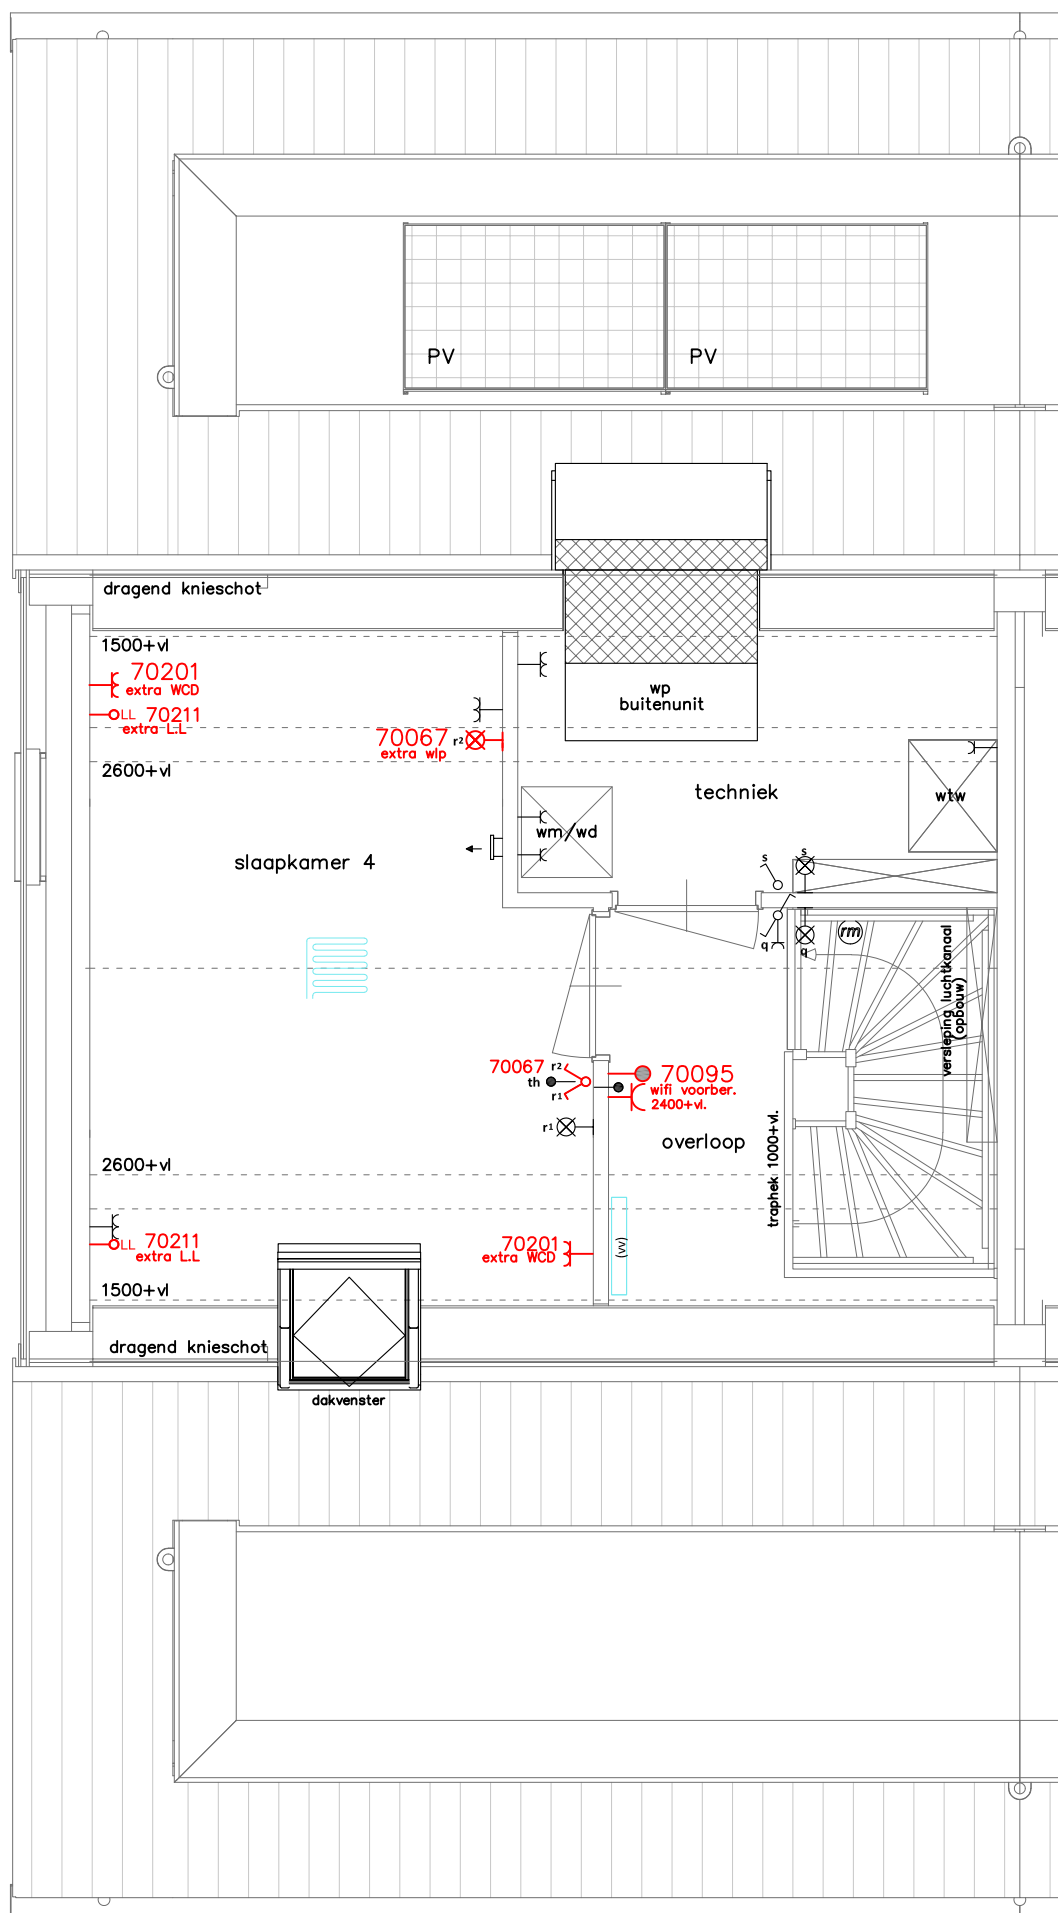 PV
PV
dragend knieschot
1500+vl
70201
extra WCD
LL 70211
extra L.L
70067 r2
extra wlp
2600+vl
wp
buitenunit
techniek
wtw
wm/wd
slaapkamer 4
s
s
q
q
rm
versleping luchtkanaal
(opbouw)
70067 r2
th
r1
r1
70095
wifi voorber.
2400+vl.
overloop
traphek 1000+vl.
2600+vl
LL 70211
extra L.L
70201
extra WCD
(vv)
1500+vl
dragend knieschot
dakvenster